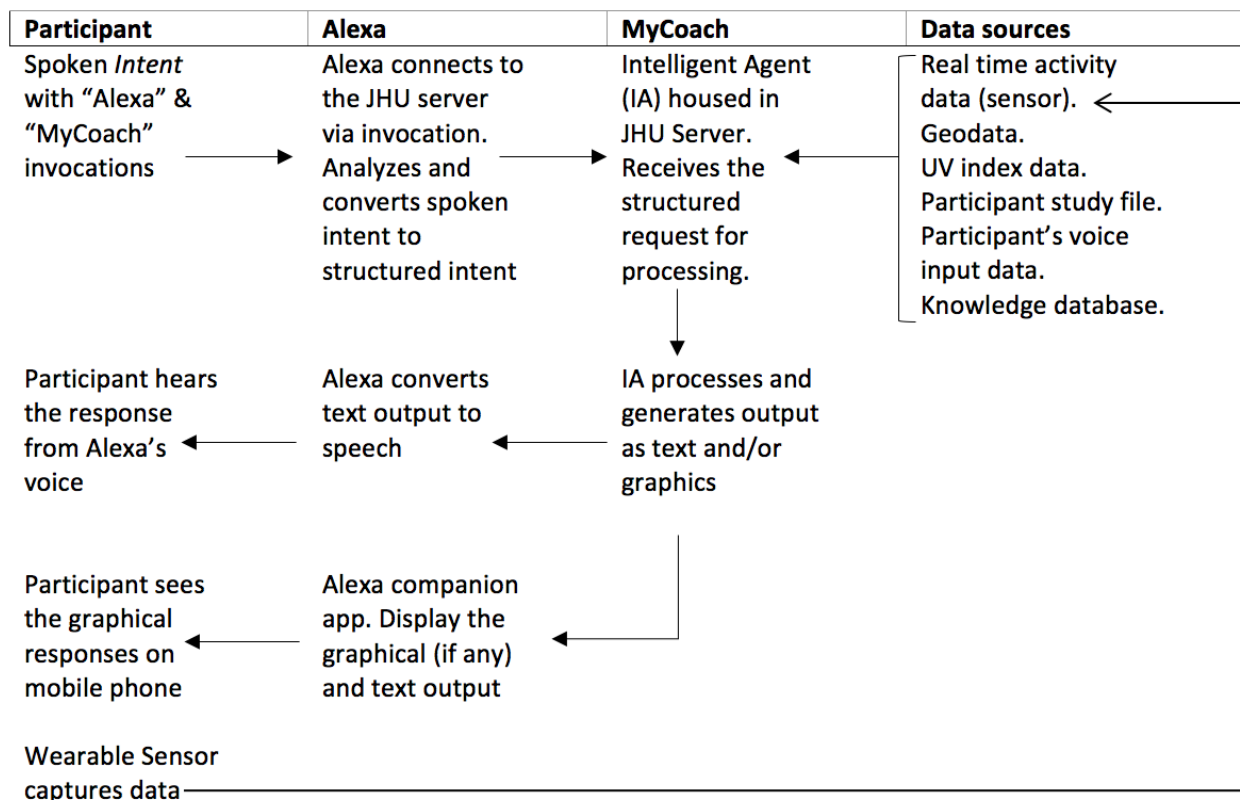 Participant
Alexa
MyCoach
Data sources
Spoken Intent
with “Alexa” &
“MyCoach”
invocations
Alexa connects to
the JHU server
via invocation.
Analyzes and
converts spoken
intent to
structured intent
Intelligent Agent
(IA) housed in
JHU Server.
Receives the
structured
request for
processing.
Real time activity
data (sensor).
Geodata.
UV index data.
Participant study file.
Participant’s voice
input data.
Knowledge database.
Participant hears
the response
from Alexa’s
voice
Alexa converts
text output to
speech
IA processes and
generates output
as text and/or
graphics
Participant sees
the graphical
responses on
mobile phone
Alexa companion
app. Display the
graphical (if any)
and text output
Wearable Sensor
captures data